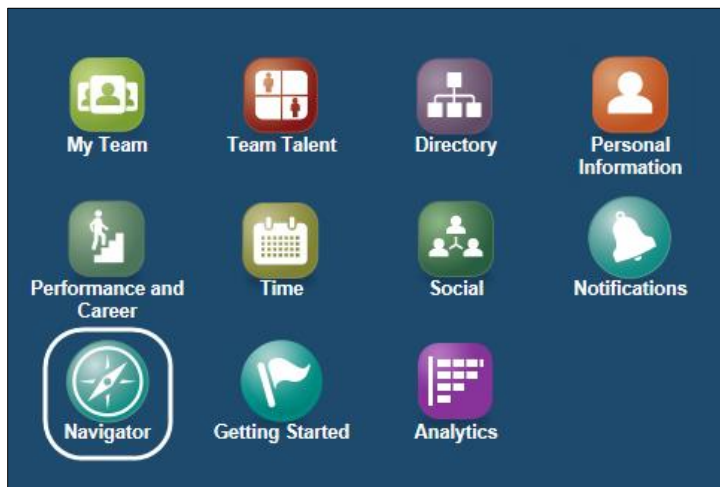 My Team
Team Talent
Directory
Personal
Information
Performance and
Career
Time
Social
Notifications
Navigator
Getting Started
Analytics